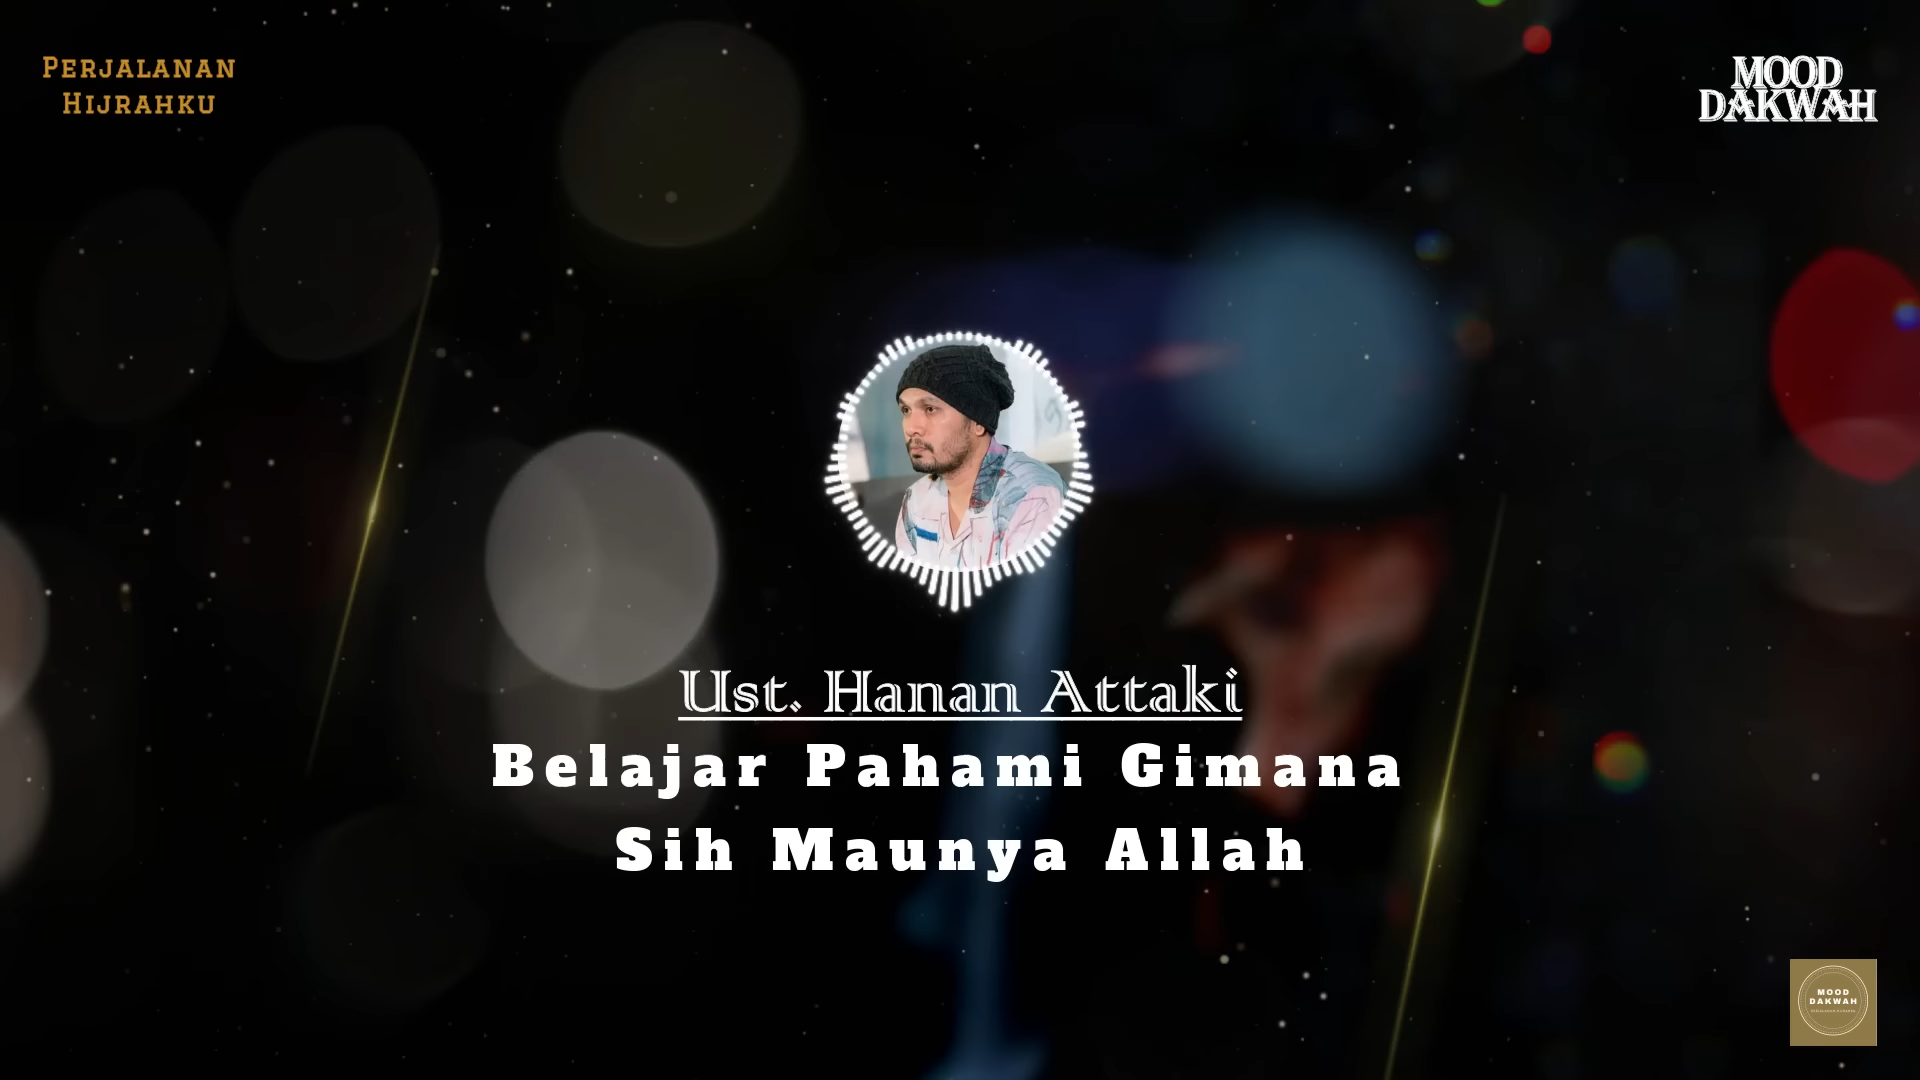 PERJALANAN
HIJRAHKU
MOOD
DAKWAH
Ust. Hanan Attaki
Belajar Pahami Gimana
Sih Maunya Allah
MOOD
DAKWAH